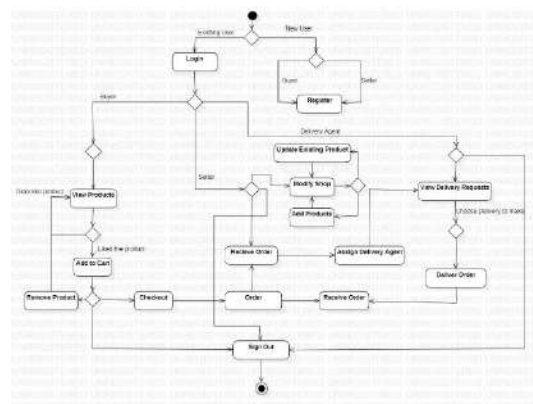 Existing User
New User
Login
Buyer
Seller
Register
Buyer
Delivery Agent
Update Existing Product
Seller
Modify Shop
View Products
View Delivery Requests
Add Products
Choose delivery to make
Liked the product
Recieve Order
Assign Delivery Agent
Add to Cart
Deliver Order
Remove Product
Checkout
Order
Receive Order
Sign Out